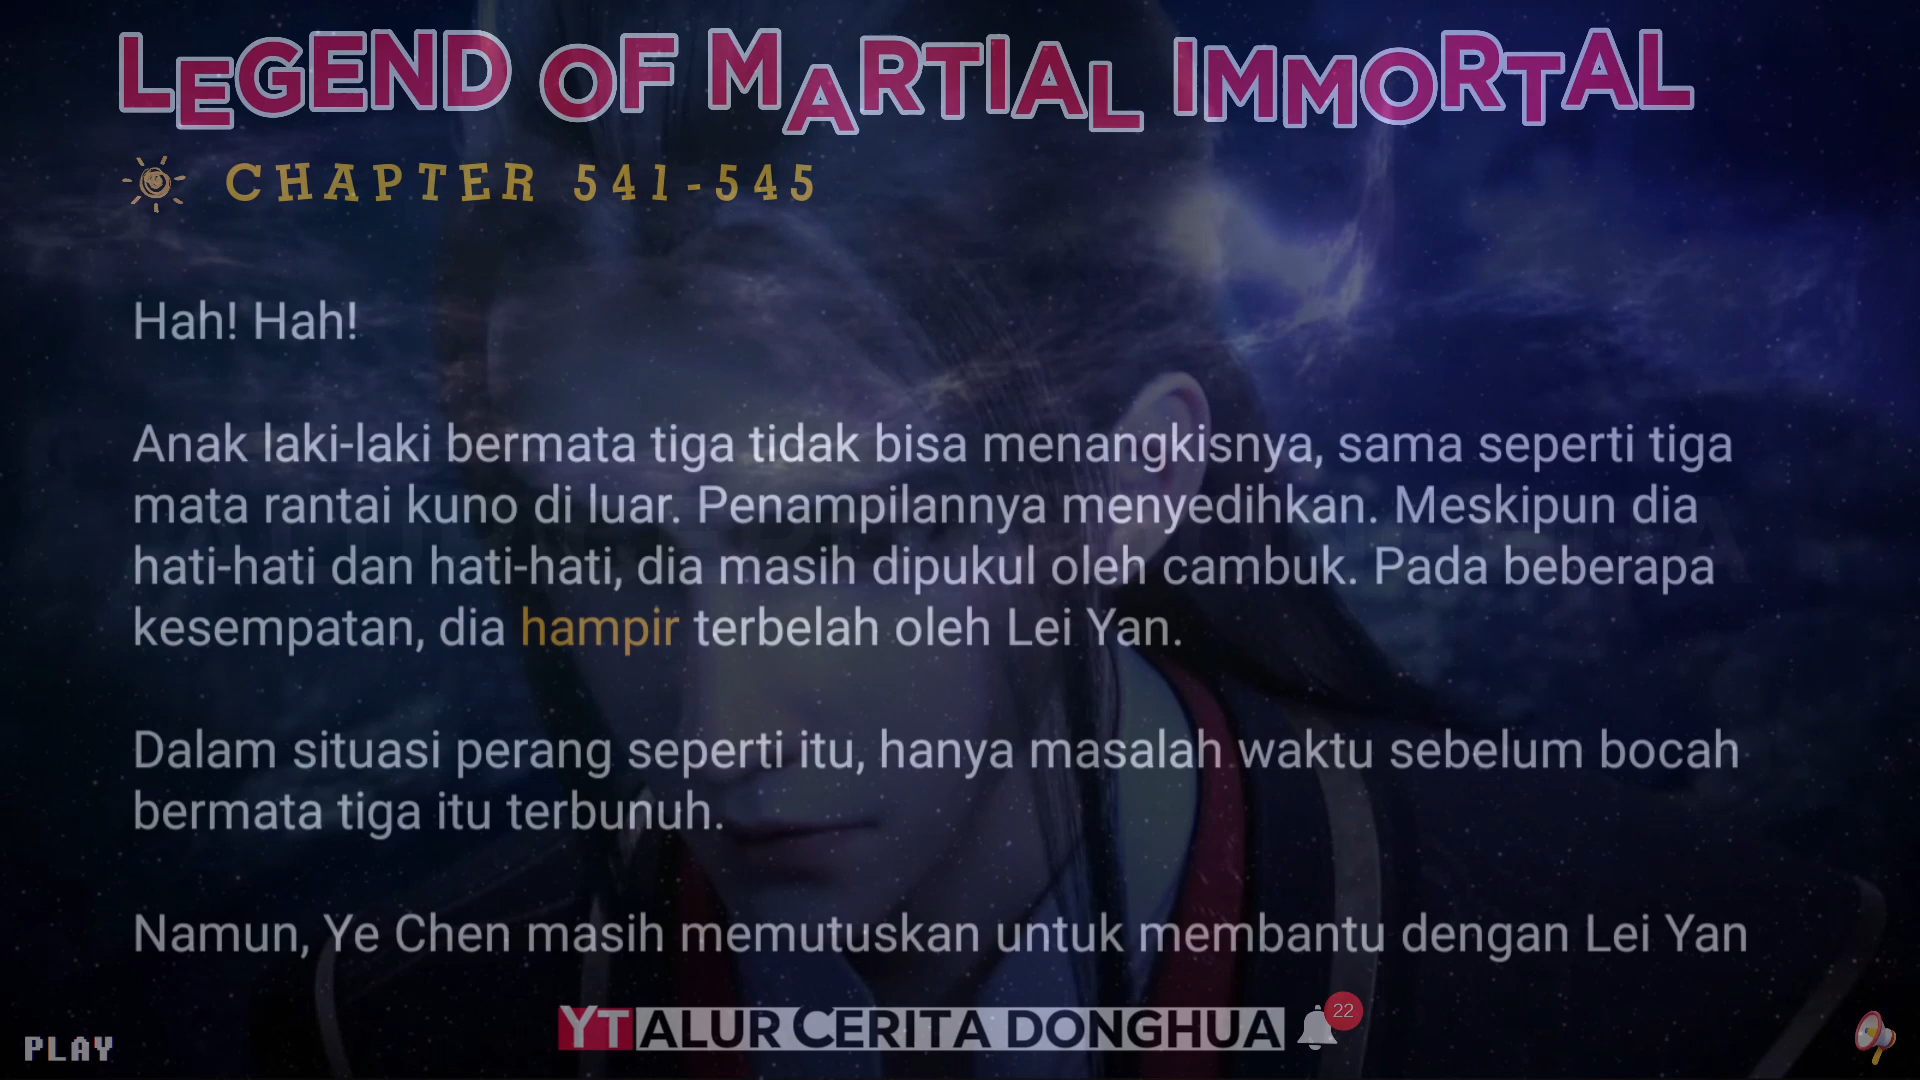 LEGEND OF MARTIAL IMMORTAL
CHAPTER 541-545
Hah! Hah!
Anak laki-laki bermata tiga tidak bisa menangkisnya, sama seperti tiga
mata rantai kuno di luar. Penampilannya menyedihkan. Meskipun dia
hati-hati dan hati-hati, dia masih dipukul oleh cambuk. Pada beberapa
kesempatan, dia hampir terbelah oleh Lei Yan.
Dalam situasi perang seperti itu, hanya masalah waktu sebelum bocah
bermata tiga itu terbunuh.
Namun, Ye Chen masih memutuskan untuk membantu dengan Lei Yan
YT ALUR CERITA DONGHUA 22
PLAY